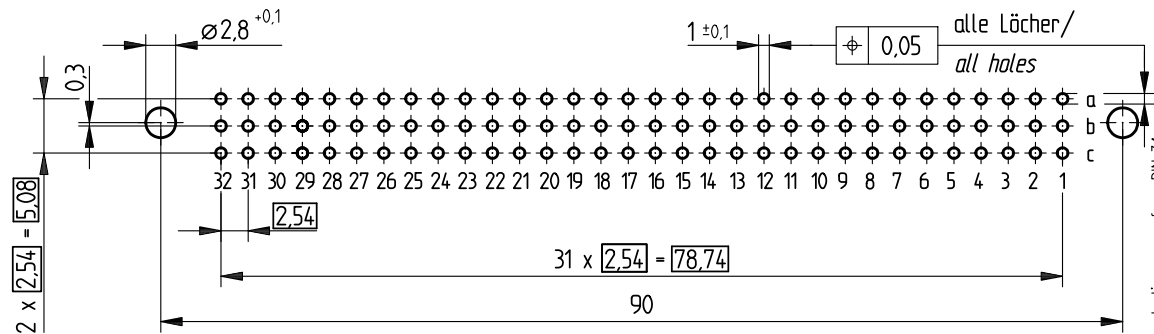 ⌀2,8 +0,1
1 ±0,1
0,05
alle Löcher/
all holes
0,3
a
b
c
32 31 30 29 28 27 26 25 24 23 22 21 20 19 18 17 16 15 14 13 12 11 10 9 8 7 6 5 4 3 2 1
2,54
2 x 2,54 = 5,08
31 x 2,54 = 78,74
90